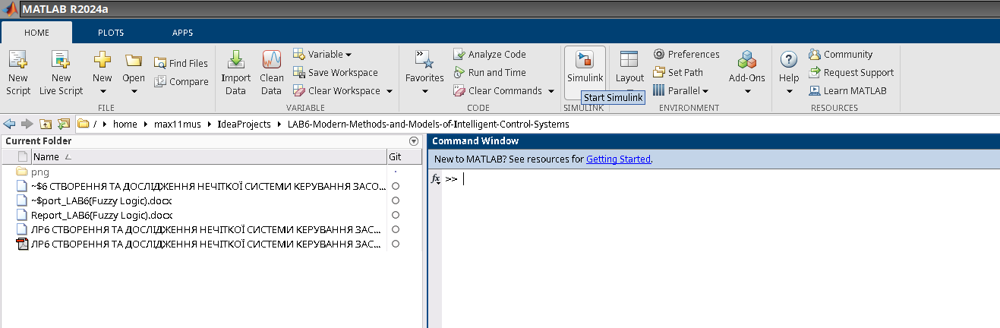 MATLAB R2024a
HOME PLOTS APPS
New Script
New Live Script
New
Open
Find Files
Compare
FILE
Import Data
Clean Data
Variable
Save Workspace
Clear Workspace
VARIABLE
Favorites
Analyze Code
Run and Time
Clear Commands
CODE
Simulink
Start Simulink
SIMULINK
Layout
Preferences
Set Path
Parallel
Add-Ons
ENVIRONMENT
Help
Community
Request Support
Learn MATLAB
RESOURCES
/ home max11mus IdeaProjects LAB6-Modern-Methods-and-Models-of-Intelligent-Control-Systems
Current Folder
Name Git
png
~$6 СТВОРЕННЯ ТА ДОСЛІДЖЕННЯ НЕЧІТКОЇ СИСТЕМИ КЕРУВАННЯ ЗАСО...
~$port_LAB6(Fuzzy Logic).docx
Report_LAB6(Fuzzy Logic).docx
ЛР6 СТВОРЕННЯ ТА ДОСЛІДЖЕННЯ НЕЧІТКОЇ СИСТЕМИ КЕРУВАННЯ ЗАС...
ЛР6 СТВОРЕННЯ ТА ДОСЛІДЖЕННЯ НЕЧІТКОЇ СИСТЕМИ КЕРУВАННЯ ЗАС...
Command Window
New to MATLAB? See resources for Getting Started.
fx >>